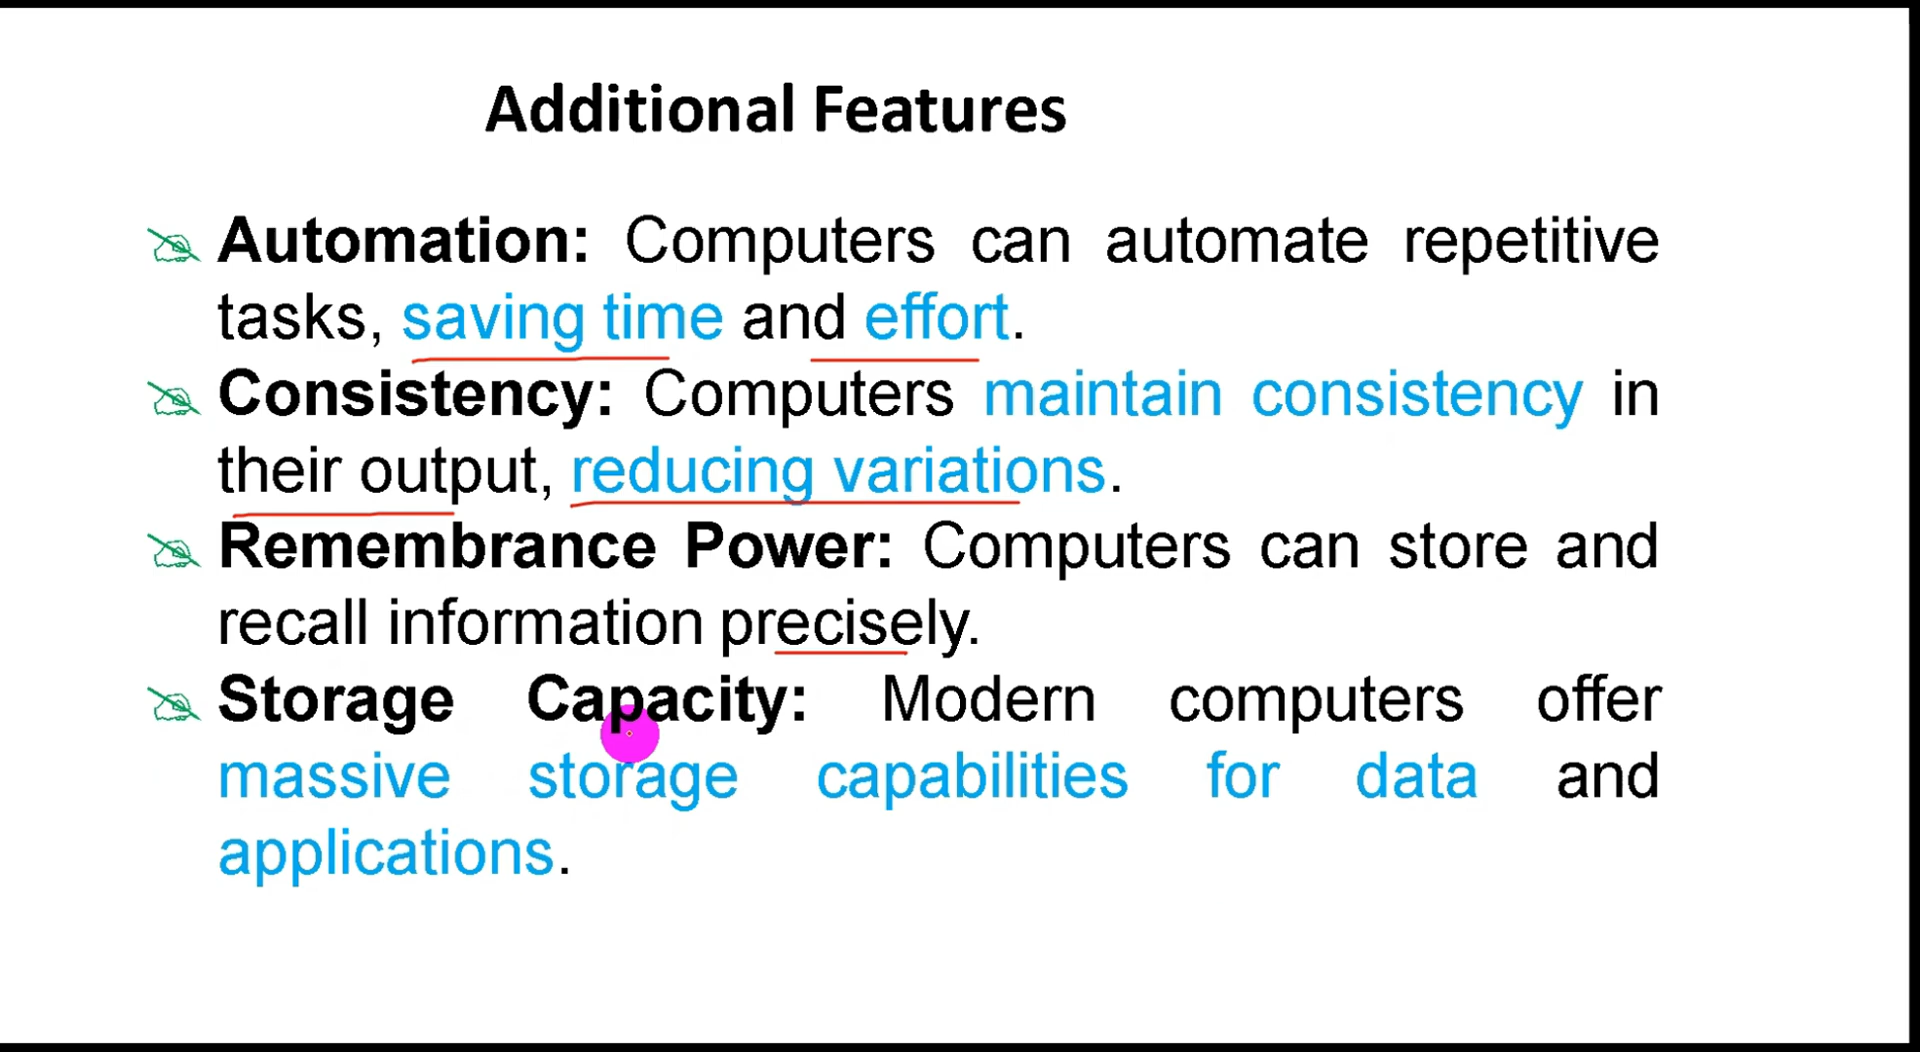 Additional Features
Automation: Computers can automate repetitive
tasks, saving time and effort.
Consistency: Computers maintain consistency in
their output, reducing variations.
Remembrance Power: Computers can store and
recall information precisely.
Storage Capacity: Modern computers offer
massive storage capabilities for data and
applications.